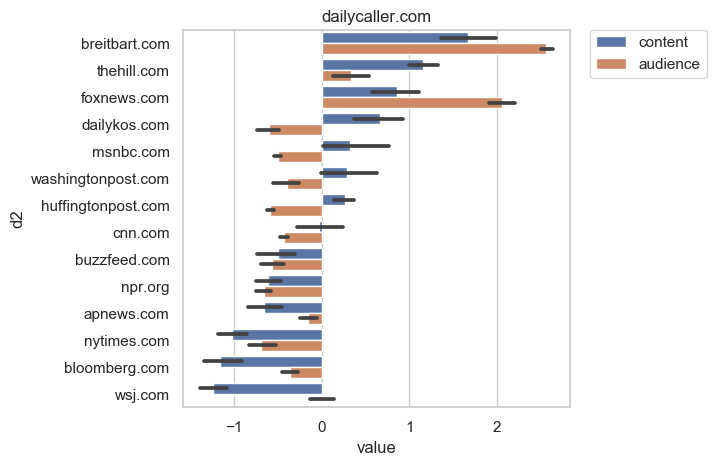 dailycaller.com
content
audience
breitbart.com
thehill.com
foxnews.com
dailykos.com
msnbc.com
washingtonpost.com
huffingtonpost.com
cnn.com
buzzfeed.com
npr.org
apnews.com
nytimes.com
bloomberg.com
wsj.com
d2
−1 0 1 2
value